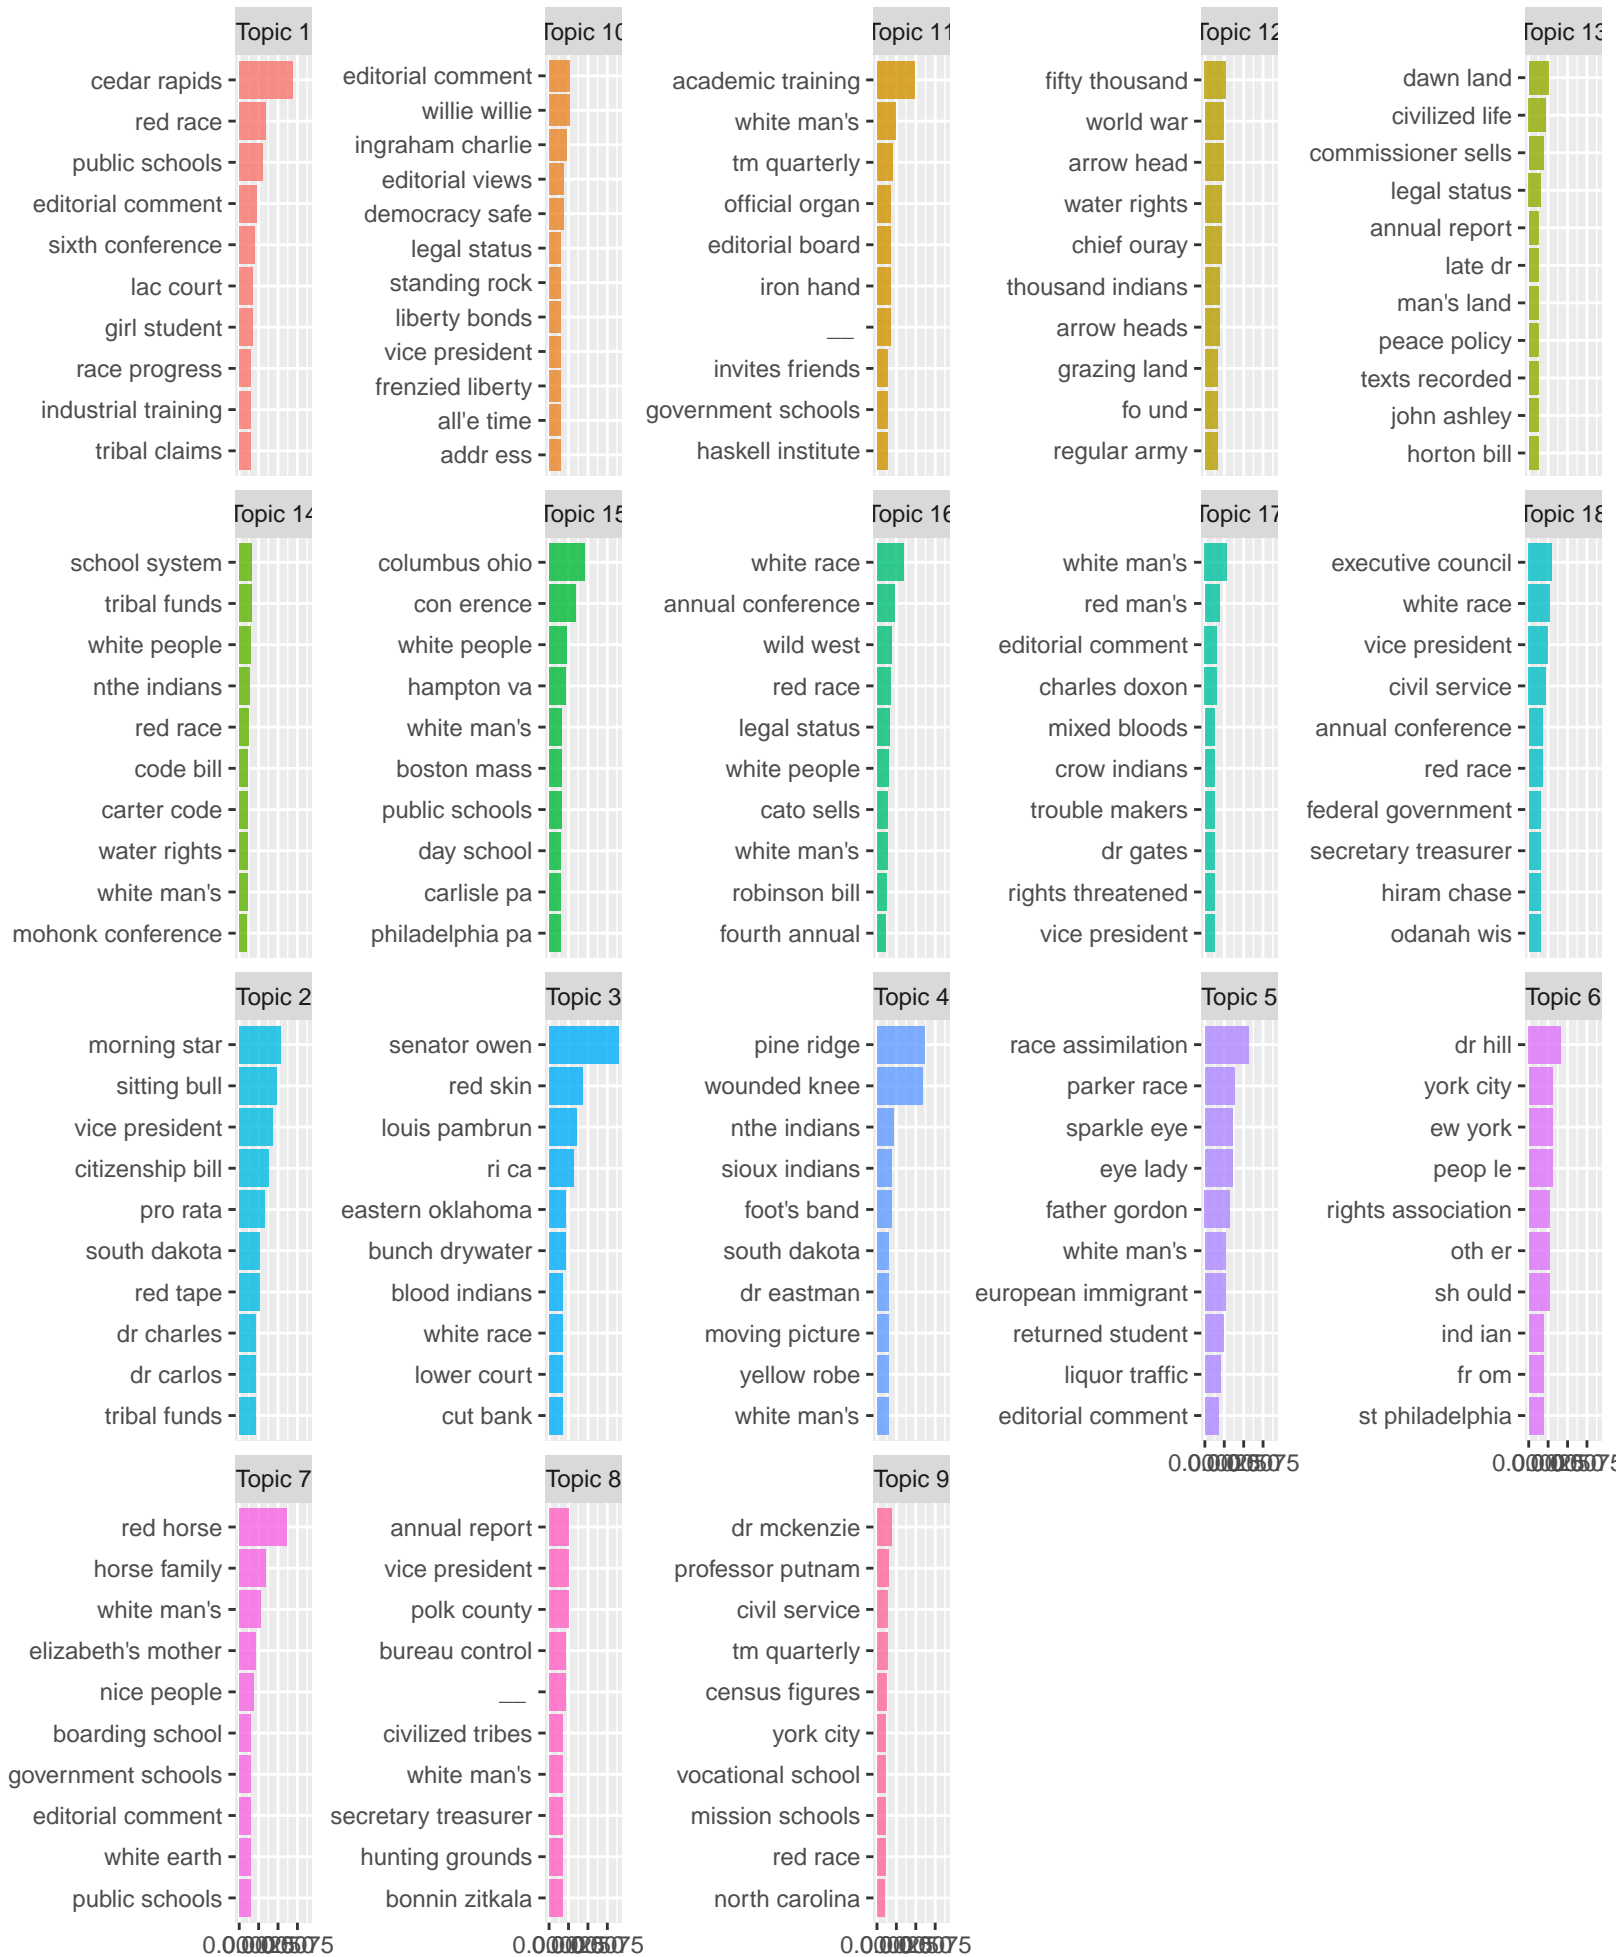 Topic 1
cedar rapids
red race
public schools
editorial comment
sixth conference
lac court
girl student
race progress
industrial training
tribal claims
Topic 10
editorial comment
willie willie
ingraham charlie
editorial views
democracy safe
legal status
standing rock
liberty bonds
vice president
frenzied liberty
all'e time
addr ess
Topic 11
academic training
white man's
tm quarterly
official organ
editorial board
iron hand
__
invites friends
government schools
haskell institute
Topic 12
fifty thousand
world war
arrow head
water rights
chief ouray
thousand indians
arrow heads
grazing land
fo und
regular army
Topic 13
dawn land
civilized life
commissioner sells
legal status
annual report
late dr
man's land
peace policy
texts recorded
john ashley
horton bill
Topic 14
school system
tribal funds
white people
nthe indians
red race
code bill
carter code
water rights
white man's
mohonk conference
Topic 15
columbus ohio
con erence
white people
hampton va
white man's
boston mass
public schools
day school
carlisle pa
philadelphia pa
Topic 16
white race
annual conference
wild west
red race
legal status
white people
cato sells
white man's
robinson bill
fourth annual
Topic 17
white man's
red man's
editorial comment
charles doxon
mixed bloods
crow indians
trouble makers
dr gates
rights threatened
vice president
Topic 18
executive council
white race
vice president
civil service
annual conference
red race
federal government
secretary treasurer
hiram chase
odanah wis
Topic 2
morning star
sitting bull
vice president
citizenship bill
pro rata
south dakota
red tape
dr charles
dr carlos
tribal funds
Topic 3
senator owen
red skin
louis pambrun
ri ca
eastern oklahoma
bunch drywater
blood indians
white race
lower court
cut bank
Topic 4
pine ridge
wounded knee
nthe indians
sioux indians
foot's band
south dakota
dr eastman
moving picture
yellow robe
white man's
Topic 5
race assimilation
parker race
sparkle eye
eye lady
father gordon
white man's
european immigrant
returned student
liquor traffic
editorial comment
Topic 6
dr hill
york city
ew york
peop le
rights association
oth er
sh ould
ind ian
fr om
st philadelphia
Topic 7
red horse
horse family
white man's
elizabeth's mother
nice people
boarding school
government schools
editorial comment
white earth
public schools
Topic 8
annual report
vice president
polk county
bureau control
__
civilized tribes
white man's
secretary treasurer
hunting grounds
bonnin zitkala
Topic 9
dr mckenzie
professor putnam
civil service
tm quarterly
census figures
york city
vocational school
mission schools
red race
north carolina